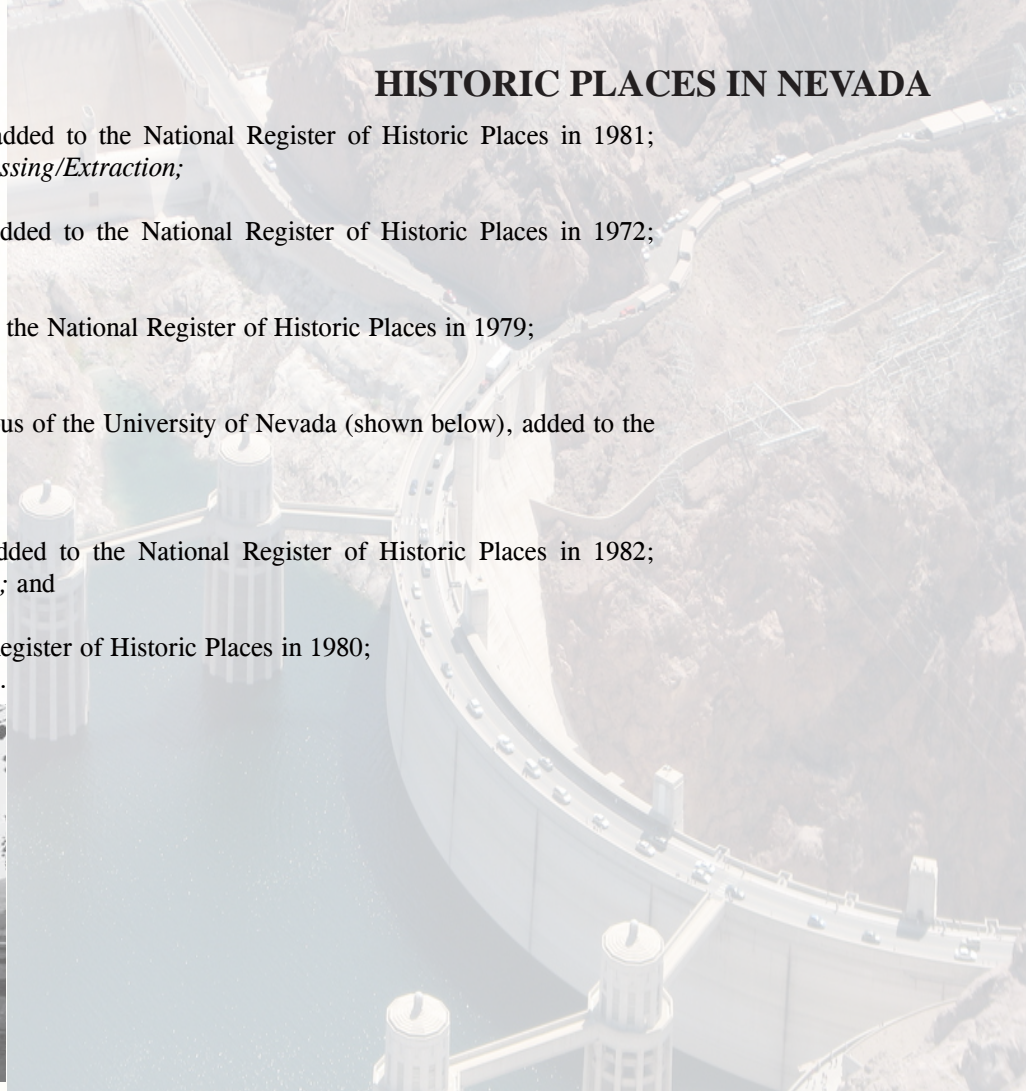 HISTORIC PLACES IN NEVADA
added to the National Register of Historic Places in 1981;
ssing/Extraction;
dded to the National Register of Historic Places in 1972;
the National Register of Historic Places in 1979;
us of the University of Nevada (shown below), added to the
dded to the National Register of Historic Places in 1982;
; and
egister of Historic Places in 1980;
.